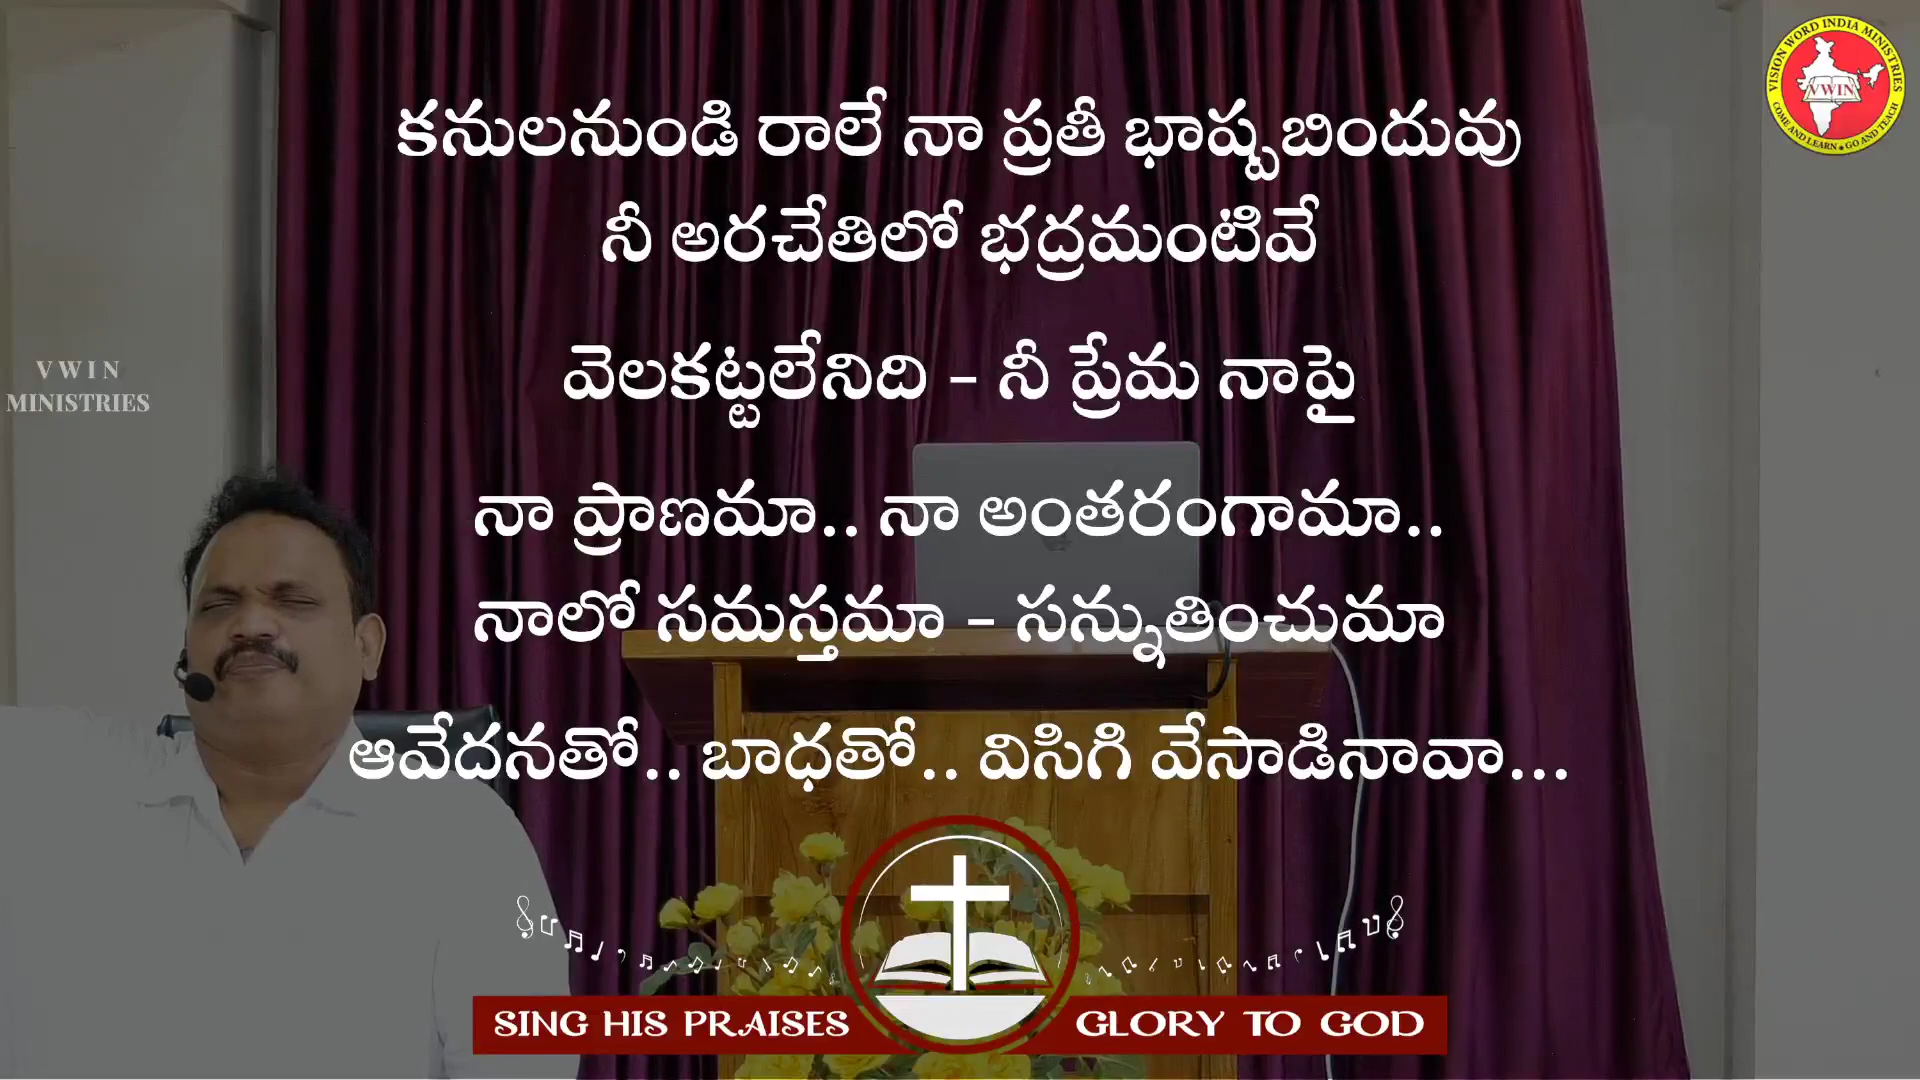 కనులనుండి రాలే నా ప్రతీ భాష్పబిందువు
నీ అరచేతిలో భద్రమంటివే
వెలకట్టలేనిది - నీ ప్రేమ నాపై
నా ప్రాణమా.. నా అంతరంగామా..
నాలో సమస్తమా - సన్నుతించుమా
ఆవేదనతో.. బాధతో.. విసిగి వేసాడినావా...
SING HIS PRAISES
GLORY TO GOD
VWIN
MINISTRIES
VISION WORD INDIA MINISTRIES
VWIN
COME AND LEARN • GO AND TEACH